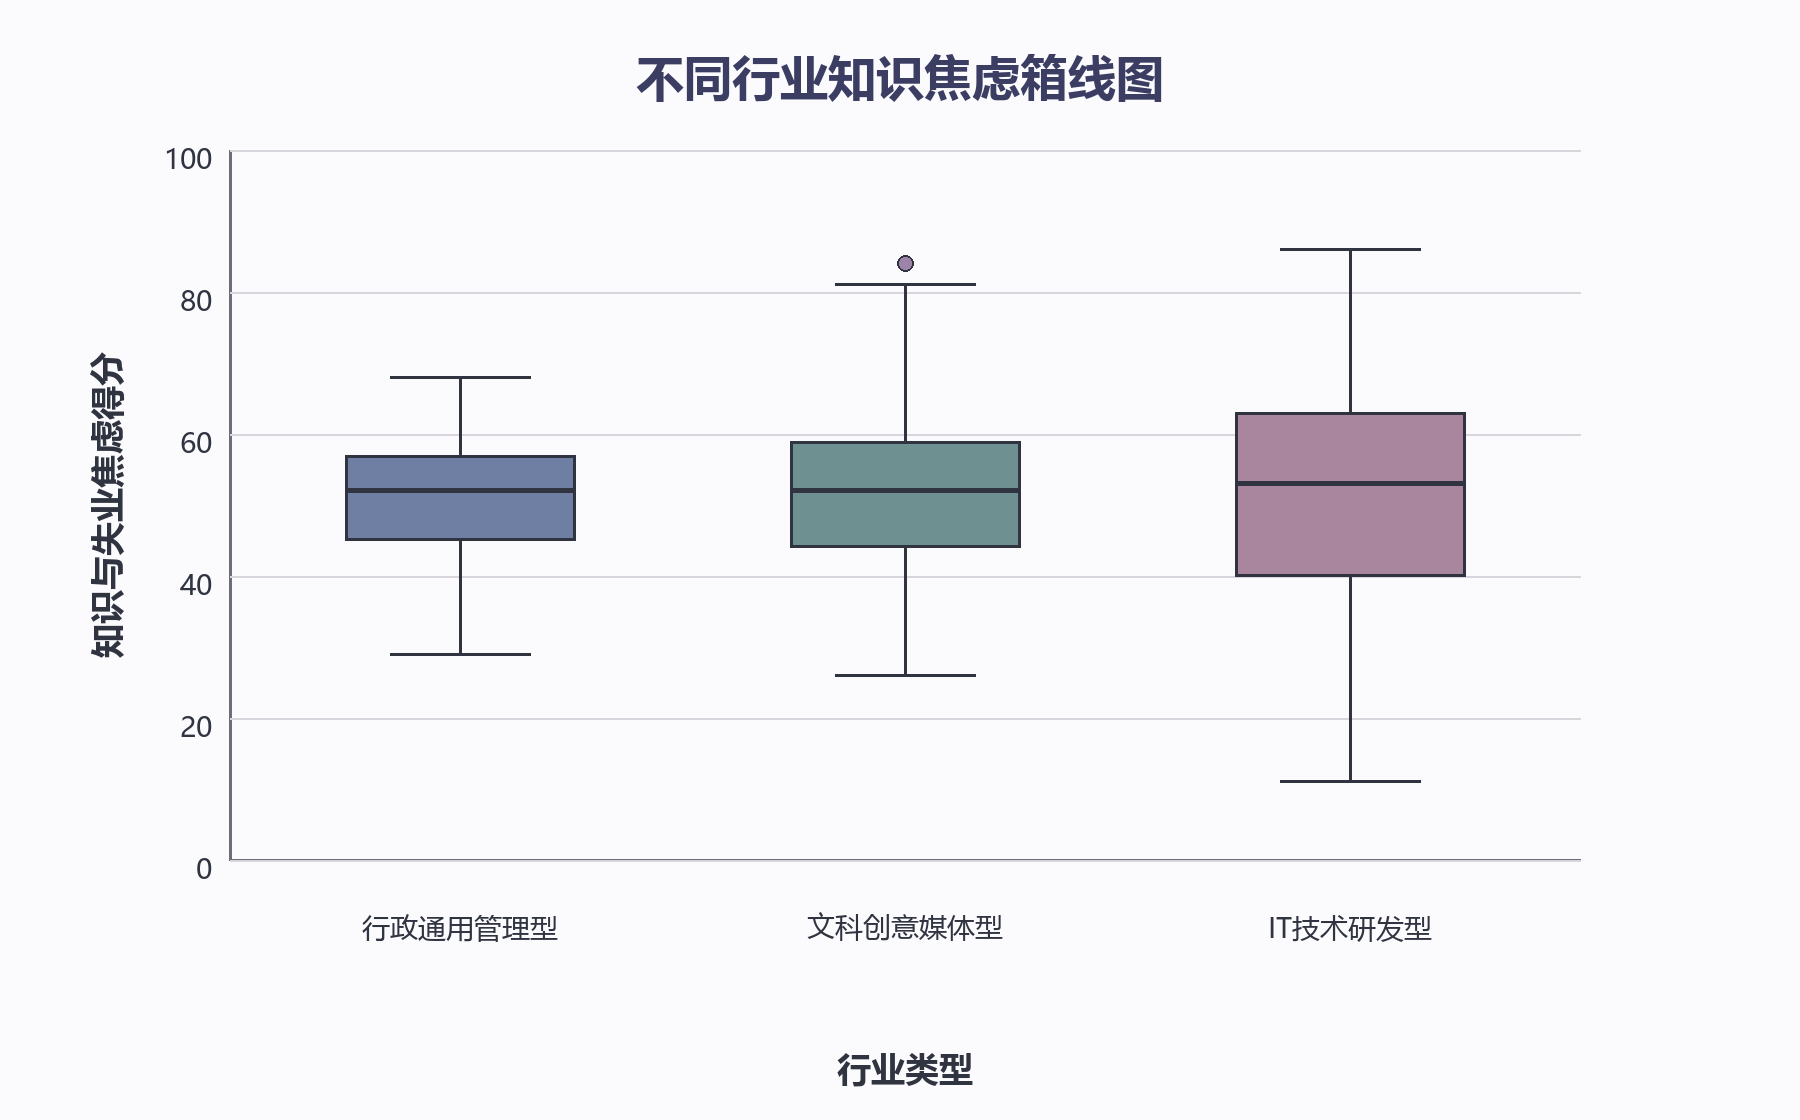 不同行业知识焦虑箱线图
知识与失业焦虑得分
100
80
60
40
20
0
行政通用管理型
文科创意媒体型
IT技术研发型
行业类型